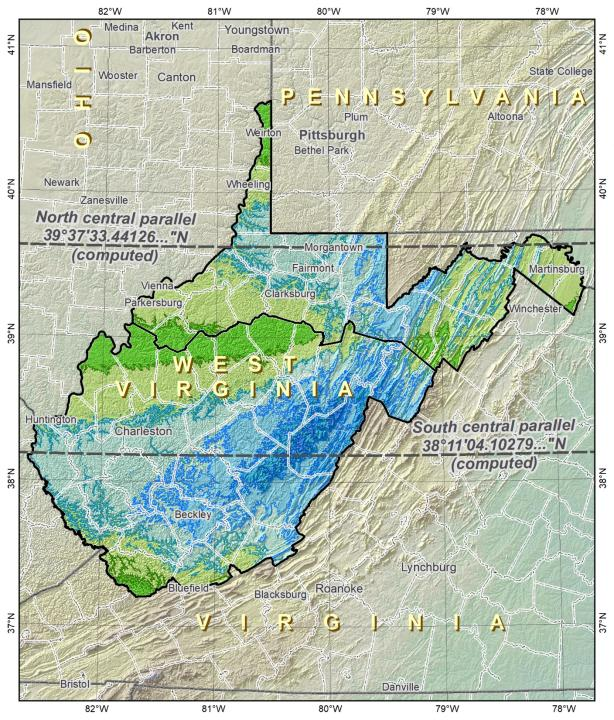 82°W 81°W 80°W 79°W 78°W
41°N
Medina
Kent
Youngstown
Akron
Barberton
Boardman
Wooster
Canton
Mansfield
State College
OHIO
PENNSYLVANIA
Plum
Altoona
Weirton
Pittsburgh
Bethel Park
Newark
Wheeling
40°N
Zanesville
North central parallel
39°37'33.44126..."N
(computed)
Morgantown
Fairmont
Martinsburg
Vienna
Clarksburg
Parkersburg
Winchester
39°N
WEST
VIRGINIA
Huntington
Charleston
South central parallel
38°11'04.10279..."N
(computed)
38°N
Beckley
Lynchburg
Bluefield
Blacksburg
Roanoke
37°N
VIRGINIA
Bristol
Danville
82°W 81°W 80°W 79°W 78°W
41°N
40°N
39°N
38°N
37°N